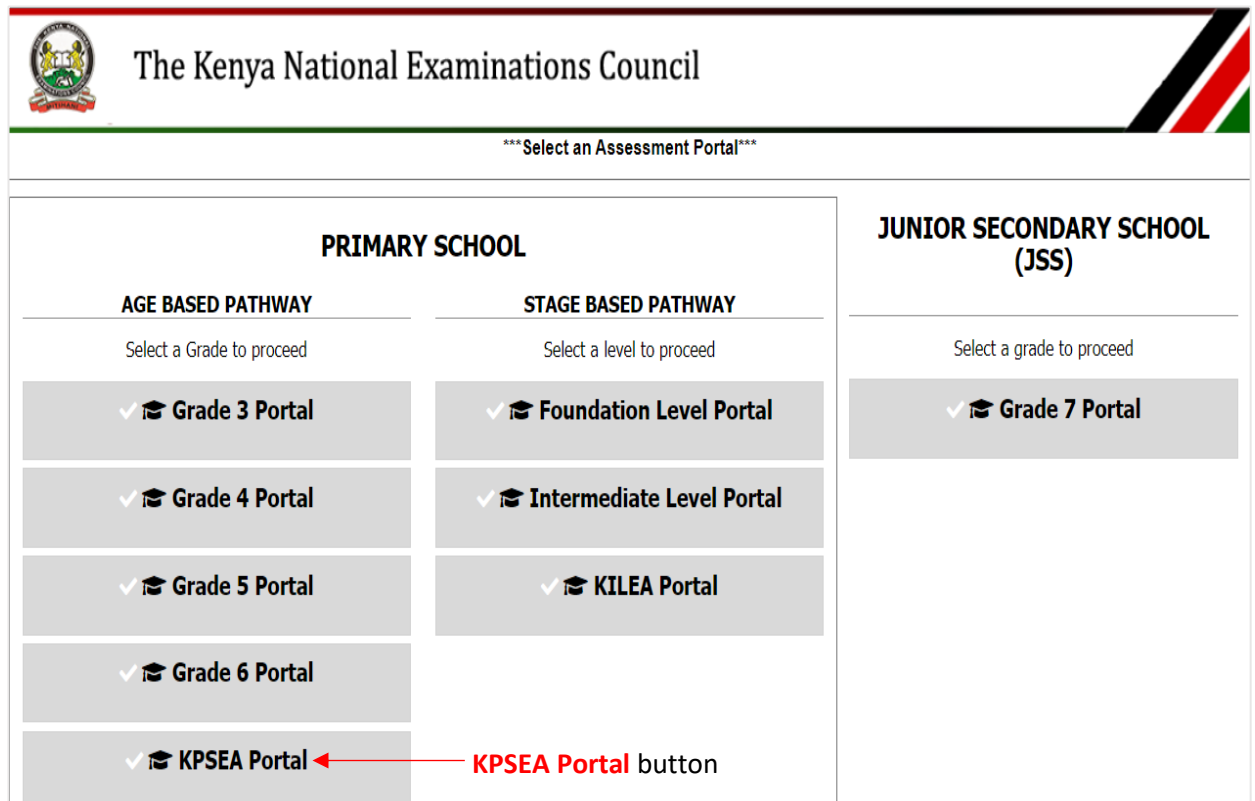 The Kenya National Examinations Council
***Select an Assessment Portal***
PRIMARY SCHOOL
AGE BASED PATHWAY
Select a Grade to proceed
Grade 3 Portal
Grade 4 Portal
Grade 5 Portal
Grade 6 Portal
KPSEA Portal
KPSEA Portal button
STAGE BASED PATHWAY
Select a level to proceed
Foundation Level Portal
Intermediate Level Portal
KILEA Portal
JUNIOR SECONDARY SCHOOL
(JSS)
Select a grade to proceed
Grade 7 Portal